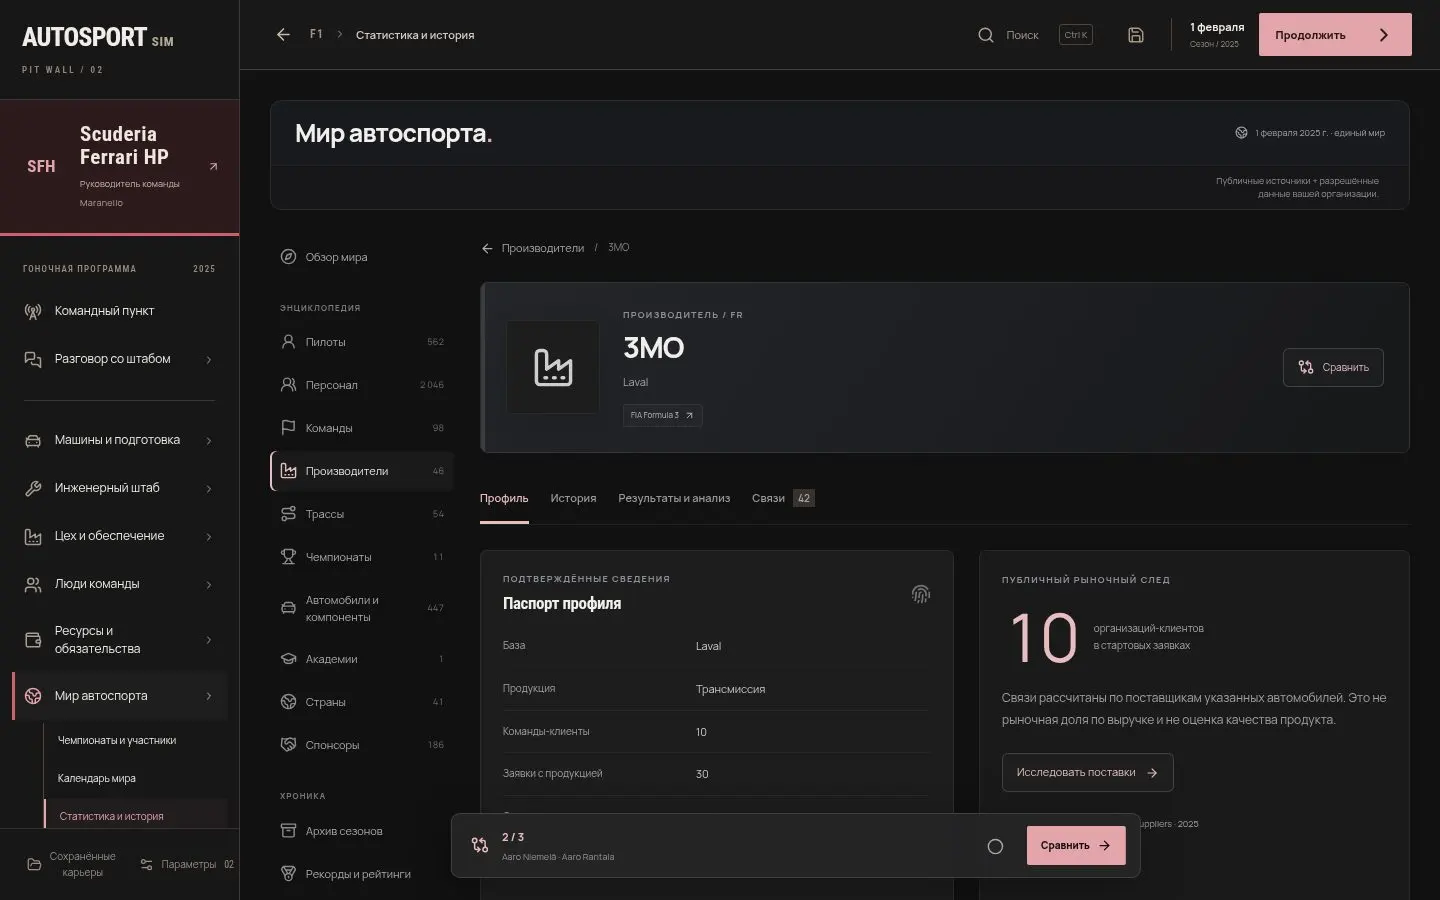 AUTOSPORT SIM
PIT WALL / 02
SFH
Scuderia
Ferrari HP
Руководитель команды
Maranello
ГОНОЧНАЯ ПРОГРАММА 2025
Командный пункт
Разговор со штабом
Машины и подготовка
Инженерный штаб
Цех и обеспечение
Люди команды
Ресурсы и
обязательства
Мир автоспорта
Чемпионаты и участники
Календарь мира
Статистика и история
Сохранённые
карьеры
Параметры 02
F1
Статистика и история
Поиск Ctrl K
1 февраля
Сезон / 2025
Продолжить
Мир автоспорта.
1 февраля 2025 г. · единый мир
Публичные источники + разрешённые
данные вашей организации.
Обзор мира
ЭНЦИКЛОПЕДИЯ
Пилоты 562
Персонал 2 046
Команды 98
Производители 46
Трассы 54
Чемпионаты 11
Автомобили и
компоненты 447
Академии 1
Страны 41
Спонсоры 186
ХРОНИКА
Архив сезонов
Рекорды и рейтинги
Производители / 3MO
ПРОИЗВОДИТЕЛЬ / FR
3MO
Laval
FIA Formula 3
Сравнить
Профиль История Результаты и анализ Связи 42
ПОДТВЕРЖДЁННЫЕ СВЕДЕНИЯ
Паспорт профиля
База Laval
Продукция Трансмиссия
Команды-клиенты 10
Заявки с продукцией 30
ПУБЛИЧНЫЙ РЫНОЧНЫЙ СЛЕД
10
организаций-клиентов
в стартовых заявках
Связи рассчитаны по поставщикам указанных автомобилей. Это не
рыночная доля по выручке и не оценка качества продукта.
Исследовать поставки
uppliers · 2025
2 / 3
Aaro Niemelä · Aaro Rantala
Сравнить